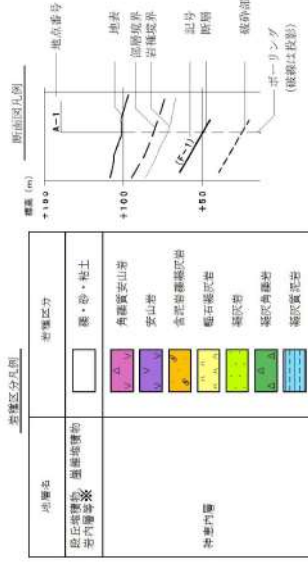 岩種区分凡例
地層名
岩種区分
段丘堆積物、崖錐堆積物
岩内層等※
礫・砂・粘土
神恵内層
角礫質安山岩
安山岩
含泥岩礫凝灰岩
軽石凝灰岩
凝灰岩
凝灰角礫岩
凝灰質泥岩
断面図凡例
標高 (m)
+150
+100
+50
A-1
(F-1)
地点番号
地表
部層境界
岩種境界
記号
断層
破砕部
ボーリング
(破線は投影)